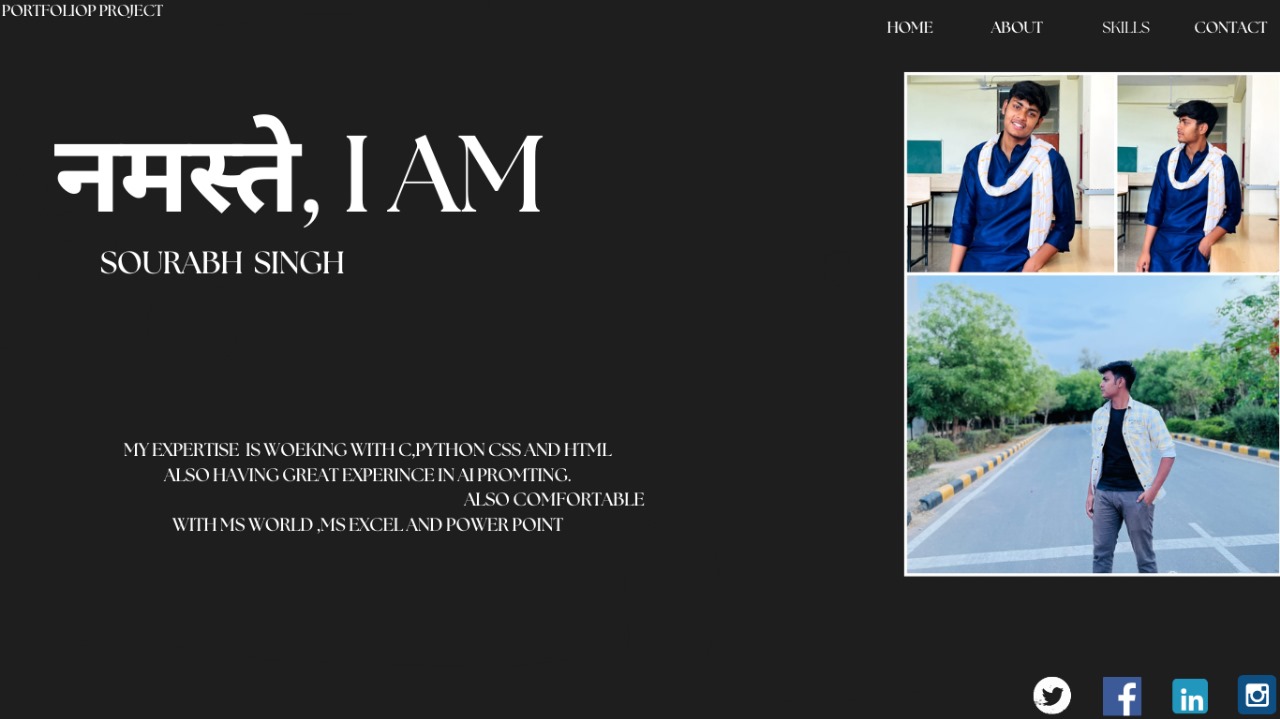 PORTFOLIOP PROJECT
HOME ABOUT SKILLS CONTACT
नमस्ते, I AM
SOURABH SINGH
MY EXPERTISE IS WOEKING WITH C,PYTHON CSS AND HTML
ALSO HAVING GREAT EXPERINCE IN AI PROMTING.
ALSO COMFORTABLE
WITH MS WORLD ,MS EXCEL AND POWER POINT